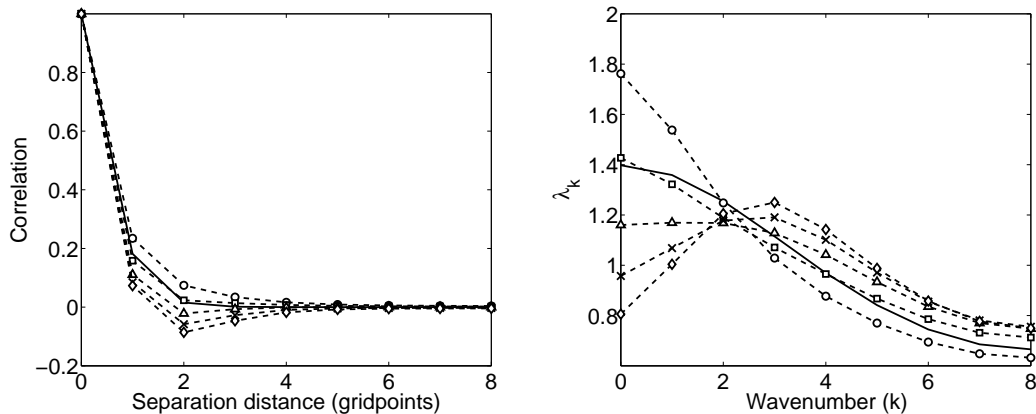 0.8
0.6
0.4
0.2
0
−0.2
Correlation
0 2 4 6 8
Separation distance (gridpoints)
2
1.8
1.6
1.4
1.2
1
0.8
λk
0 2 4 6 8
Wavenumber (k)